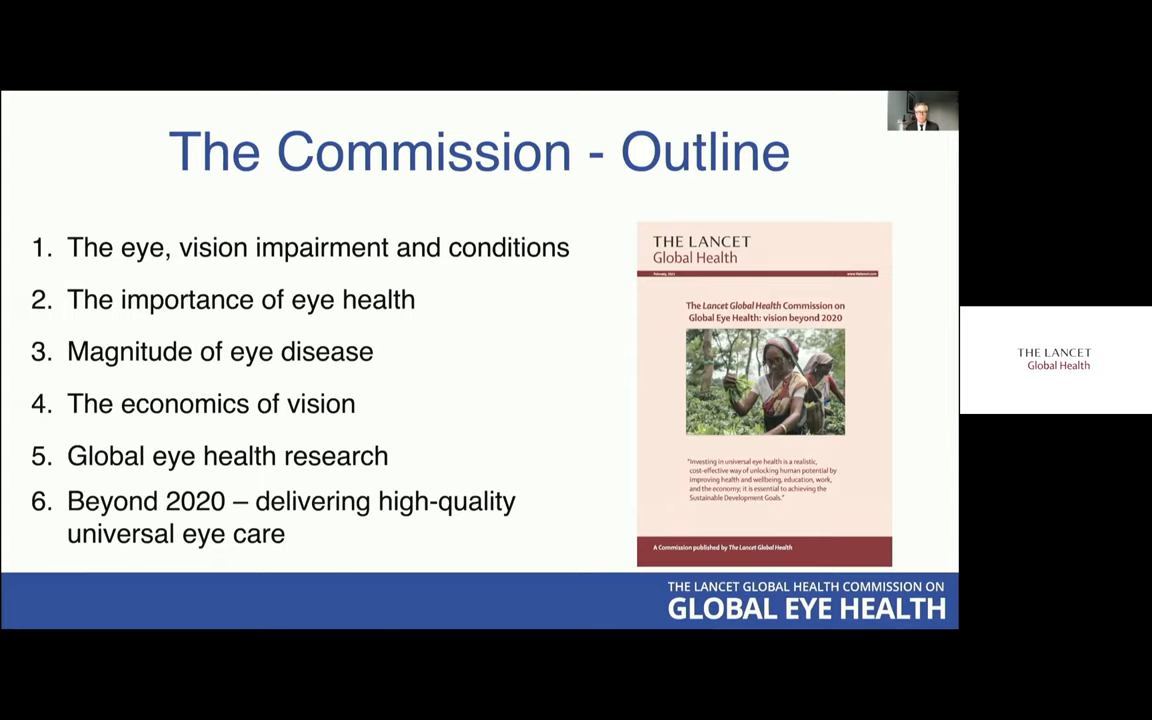 The Commission - Outline
1. The eye, vision impairment and conditions
2. The importance of eye health
3. Magnitude of eye disease
4. The economics of vision
5. Global eye health research
6. Beyond 2020 – delivering high-quality
universal eye care
THE LANCET
Global Health
February, 2021
www.thelancet.com
The Lancet Global Health Commission on
Global Eye Health: vision beyond 2020
"Investing in universal eye health is a realistic,
cost-effective way of unlocking human potential by
improving health and wellbeing, education, work,
and the economy; it is essential to achieving the
Sustainable Development Goals."
A Commission published by The Lancet Global Health
THE LANCET GLOBAL HEALTH COMMISSION ON
GLOBAL EYE HEALTH
THE LANCET
Global Health